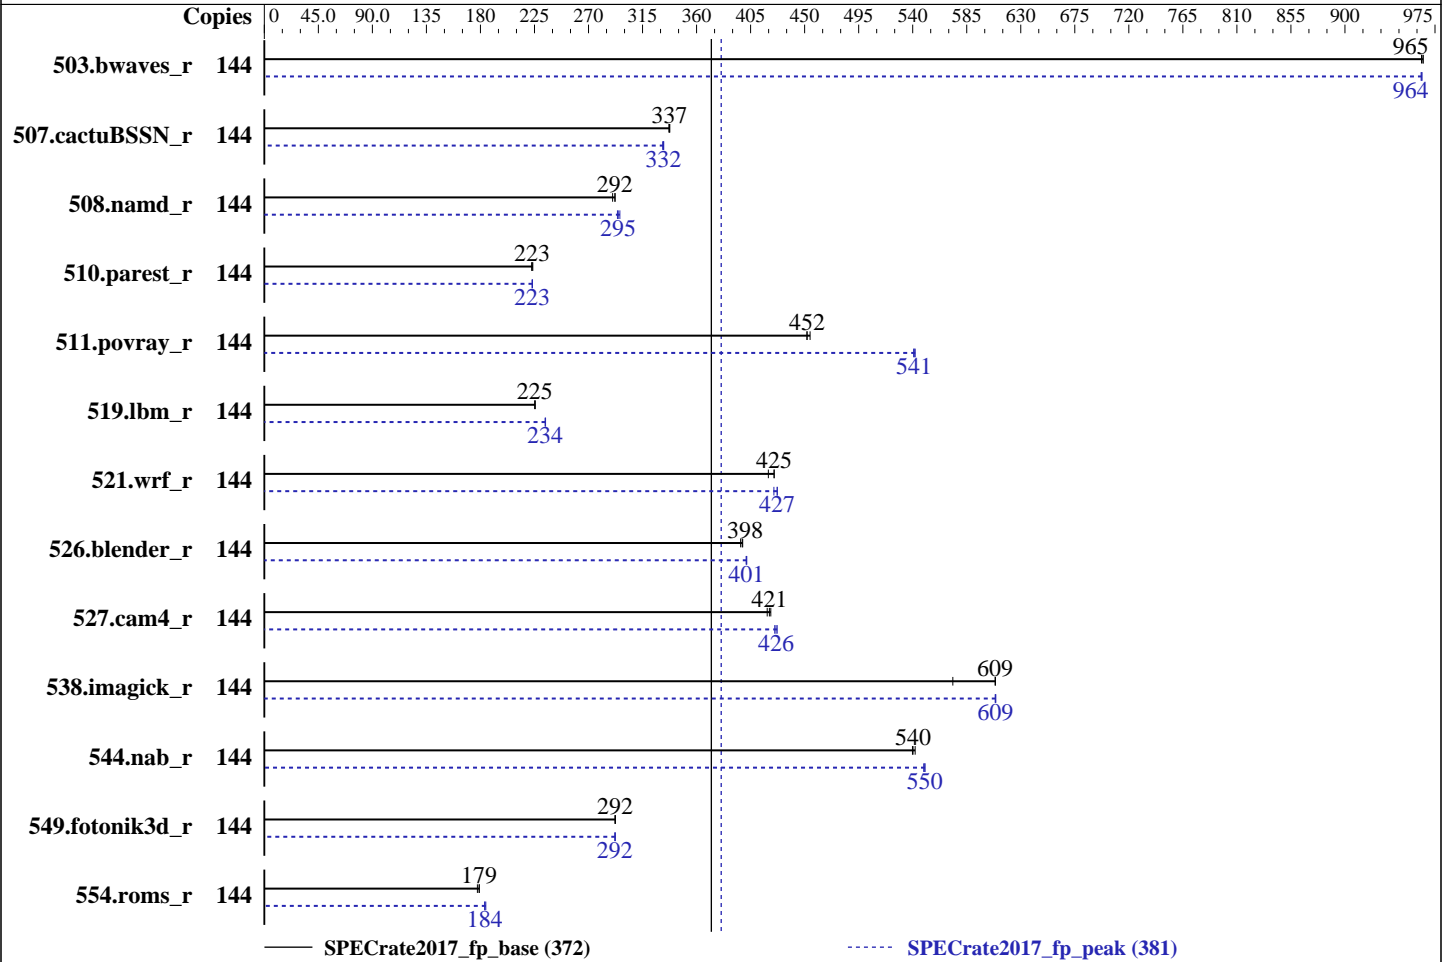 Copies 0 45.0 90.0 135 180 225 270 315 360 405 450 495 540 585 630 675 720 765 810 855 900 975
965
503.bwaves_r 144
964
337
507.cactuBSSN_r 144
332
292
508.namd_r 144
295
223
510.parest_r 144
223
452
511.povray_r 144
541
225
519.lbm_r 144
234
425
521.wrf_r 144
427
398
526.blender_r 144
401
421
527.cam4_r 144
426
609
538.imagick_r 144
609
540
544.nab_r 144
550
292
549.fotonik3d_r 144
292
179
554.roms_r 144
184
SPECrate2017_fp_base (372) SPECrate2017_fp_peak (381)